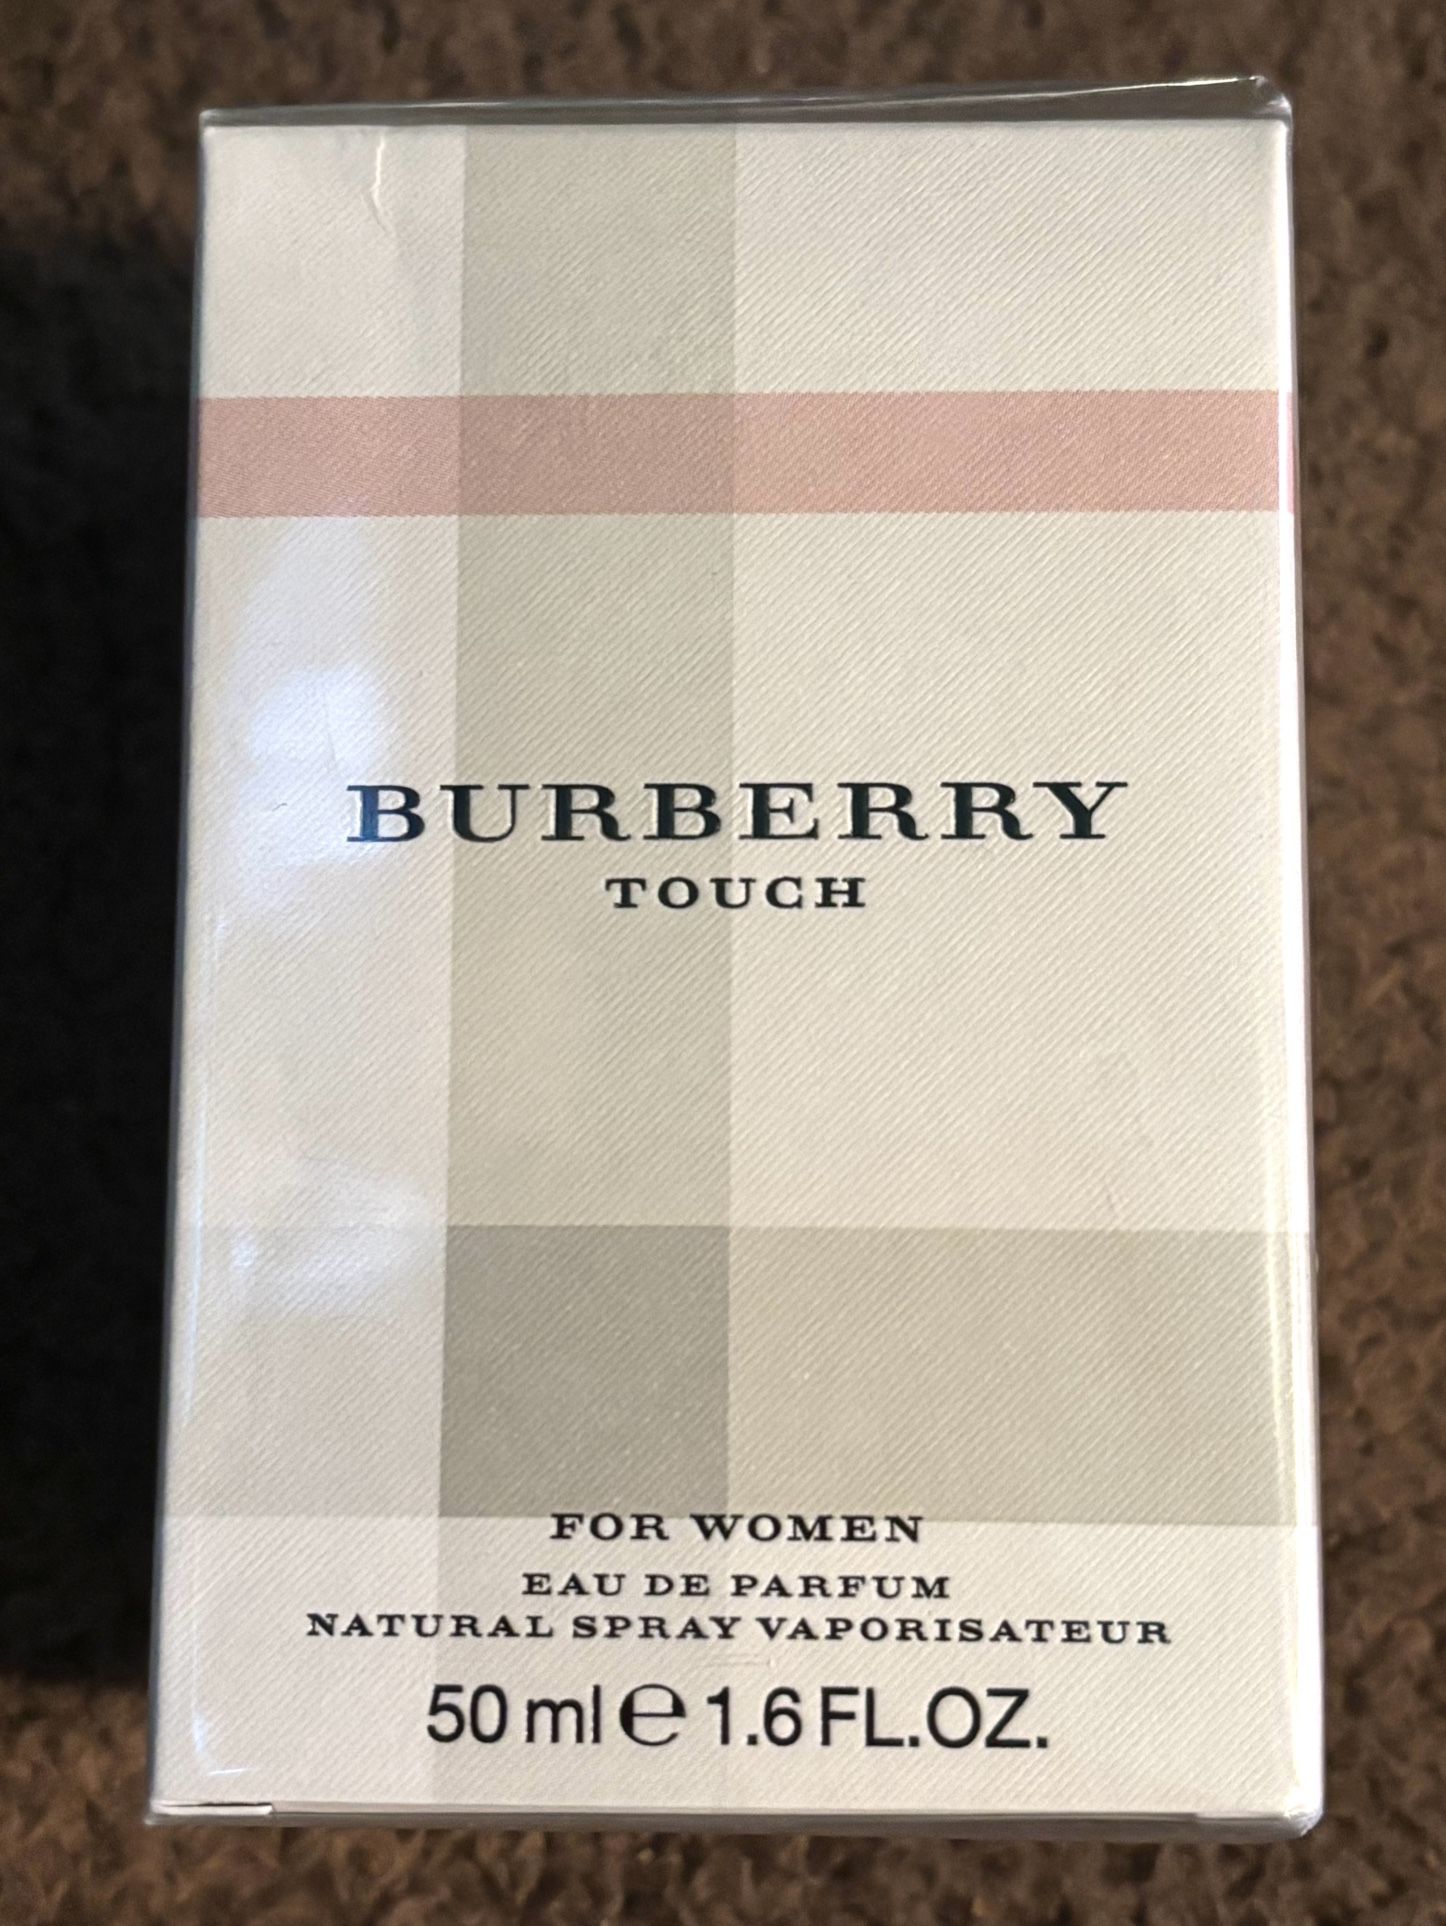 BURBERRY
TOUCH
FOR WOMEN
EAU DE PARFUM
NATURAL SPRAY VAPORISATEUR
50 ml ℮ 1.6 FL.OZ.